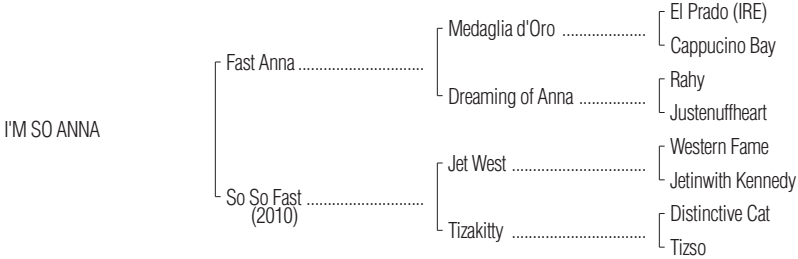 El Prado (IRE)
Medaglia d'Oro ....................
Cappucino Bay
Fast Anna .............................
Rahy
Dreaming of Anna ................
Justenuffheart
I'M SO ANNA
Western Fame
Jet West ................................
Jetinwith Kennedy
So So Fast ...........................
(2010)
Distinctive Cat
Tizakitty ................................
Tizso